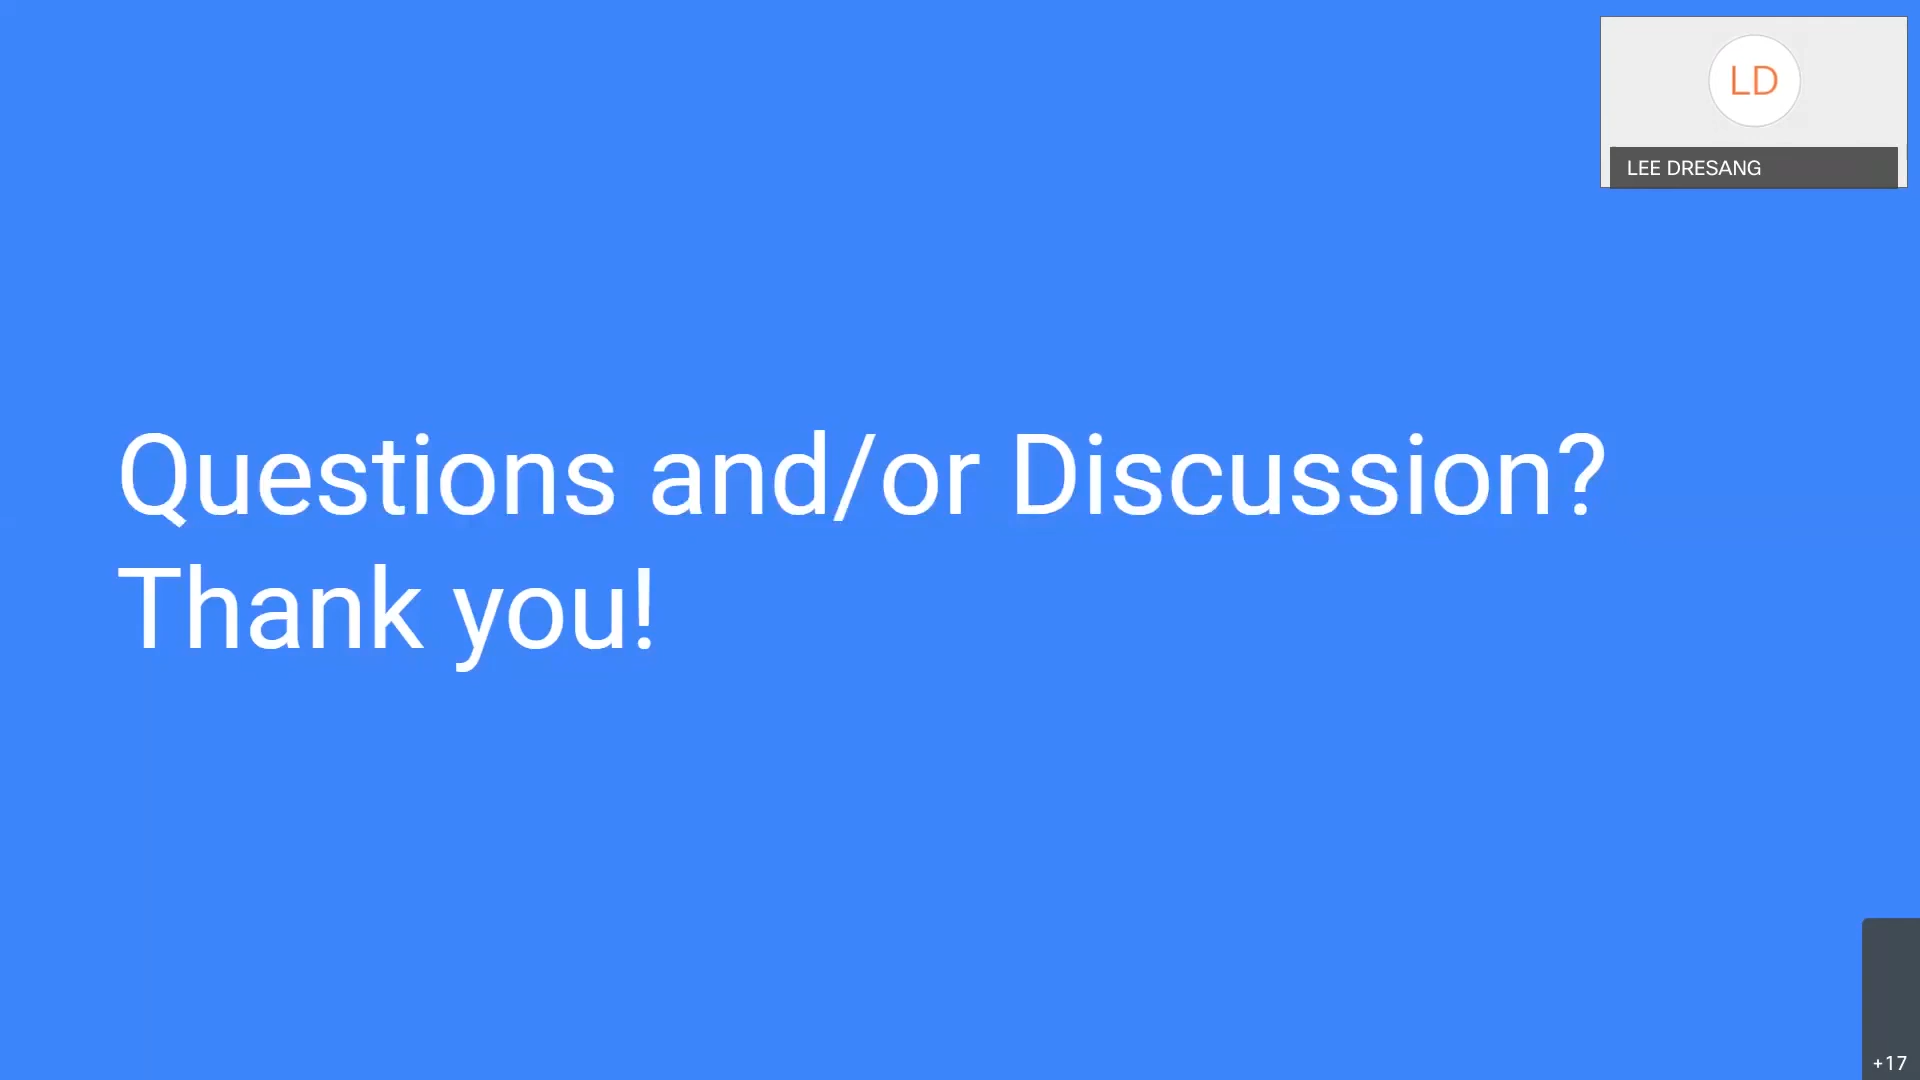 LD
LEE DRESANG
Questions and/or Discussion?
Thank you!
+17